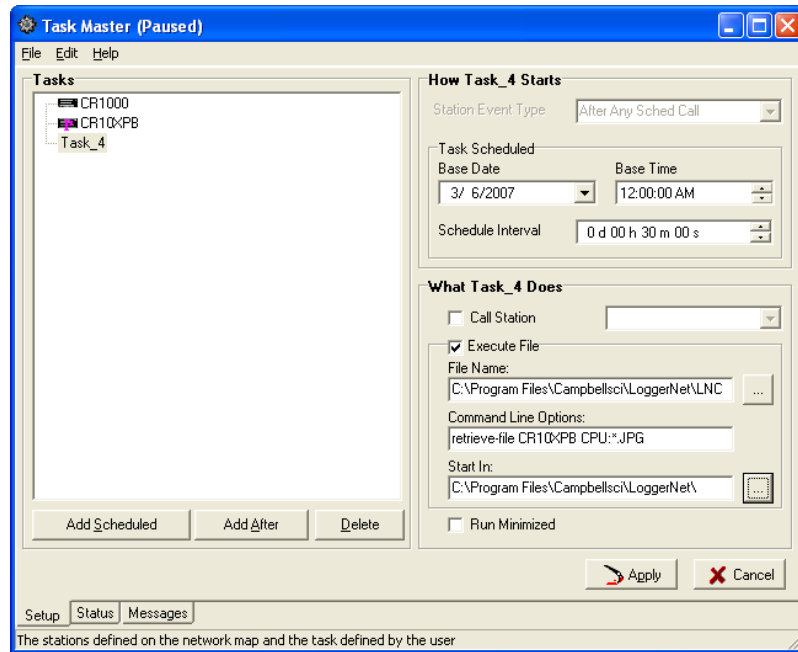 Task Master (Paused)
File Edit Help
Tasks
CR1000
CR10XPB
Task_4
Add Scheduled Add After Delete
How Task_4 Starts
Station Event Type After Any Sched Call
Task Scheduled
Base Date Base Time
3/ 6/2007 12:00:00 AM
Schedule Interval 0 d 00 h 30 m 00 s
What Task_4 Does
Call Station
Execute File
File Name:
C:\Program Files\Campbellsci\LoggerNet\LNC ...
Command Line Options:
retrieve-file CR10XPB CPU:*.JPG
Start In:
C:\Program Files\Campbellsci\LoggerNet\ ...
Run Minimized
Apply Cancel
Setup Status Messages
The stations defined on the network map and the task defined by the user